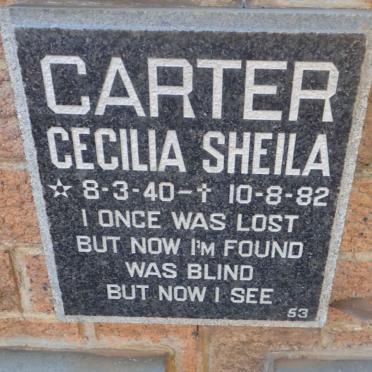 CARTER
CECILIA SHEILA
☆ 8-3-40-† 10-8-82
I ONCE WAS LOST
BUT NOW I'M FOUND
WAS BLIND
BUT NOW I SEE
53